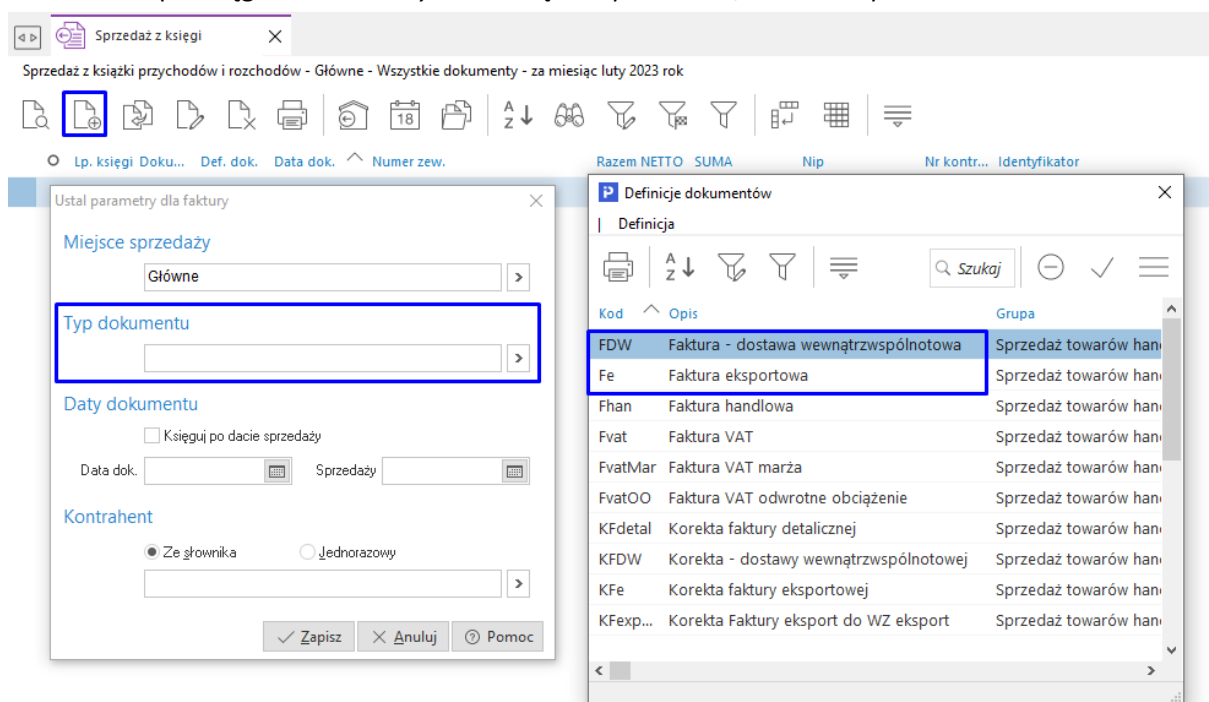 Sprzedaż z księgi
Sprzedaż z książki przychodów i rozchodów - Główne - Wszystkie dokumenty - za miesiąc luty 2023 rok
18
A
Z
Lp. księgi Doku... Def. dok. Data dok. Numer zew. Razem NETTO SUMA Nip Nr kontr... Identyfikator
Ustal parametry dla faktury
Miejsce sprzedaży
Główne
Typ dokumentu
Daty dokumentu
Księguj po dacie sprzedaży
Data dok. Sprzedaży
Kontrahent
Ze słownika Jednorazowy
Zapisz Anuluj Pomoc
Definicje dokumentów
Definicja
A
Z
Szukaj
Kod Opis Grupa
FDW Faktura - dostawa wewnątrzwspólnotowa Sprzedaż towarów han
Fe Faktura eksportowa Sprzedaż towarów han
Fhan Faktura handlowa Sprzedaż towarów han
Fvat Faktura VAT Sprzedaż towarów han
FvatMar Faktura VAT marża Sprzedaż towarów han
FvatOO Faktura VAT odwrotne obciążenie Sprzedaż towarów han
KFdetal Korekta faktury detalicznej Sprzedaż towarów han
KFDW Korekta - dostawy wewnątrzwspólnotowej Sprzedaż towarów han
KFe Korekta faktury eksportowej Sprzedaż towarów han
KFexp... Korekta Faktury eksport do WZ eksport Sprzedaż towarów han